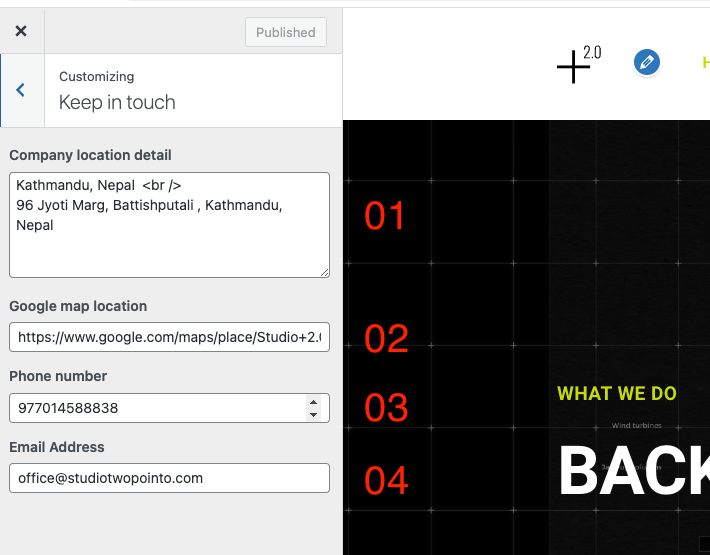 Published
Customizing
Keep in touch
Company location detail
Kathmandu, Nepal  <br />
96 Jyoti Marg, Battishputali , Kathmandu,
Nepal
Google map location
https://www.google.com/maps/place/Studio+2.
Phone number
977014588838
Email Address
office@studiotwopointo.com
2.0
H
01
02
03
04
WHAT WE DO
Wind turbines
BACK